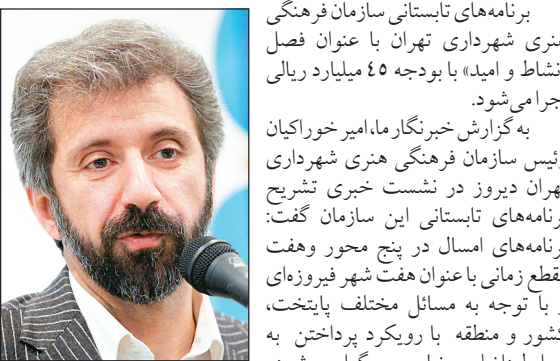 برنامه‌های تابستانی سازمان فرهنگی
هنری شهرداری تهران با عنوان فصل
نشاط و امید» با بودجه ٤٥ میلیارد ریالی
اجرا می‌شود.
به گزارش خبرنگار ما، امیر خوراکیان
رئیس سازمان فرهنگی هنری شهرداری
تهران دیروز در نشست خبری تشریح
برنامه‌های تابستانی این سازمان گفت:
برنامه‌های امسال در پنج محور وهفت
مقطع زمانی با عنوان هفت شهر فیروزه‌ای
و با توجه به مسائل مختلف پایتخت،
کشور و منطقه با رویکرد پرداختن به